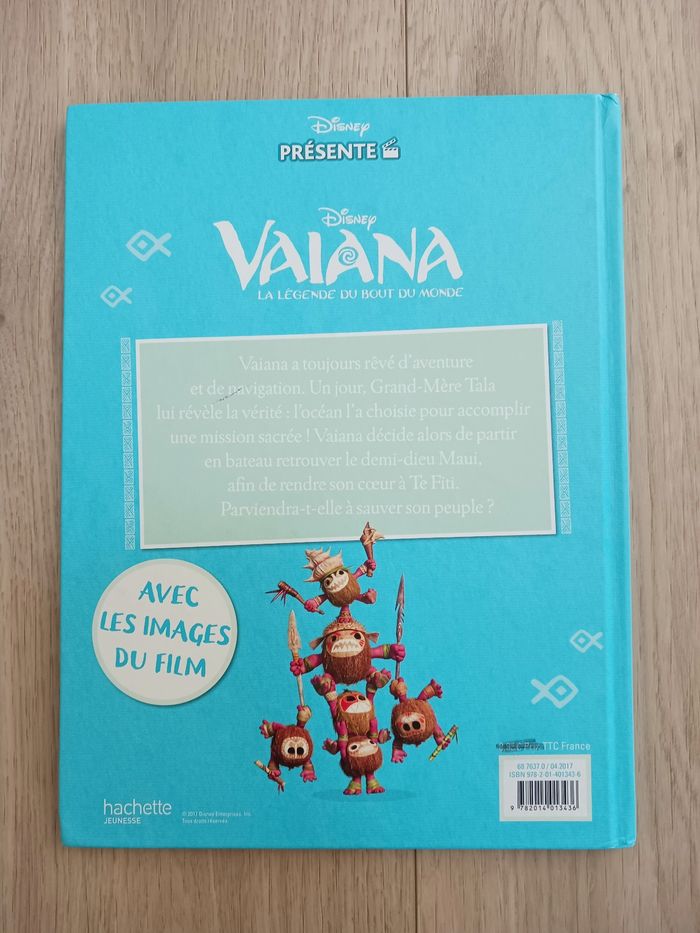 Disney
PRÉSENTE
Disney
VAIANA
LA LÉGENDE DU BOUT DU MONDE
Vaiana a toujours rêvé d'aventure
et de navigation. Un jour, Grand-Mère Tala
lui révèle la vérité : l'océan l'a choisie pour accomplir
une mission sacrée ! Vaiana décide alors de partir
en bateau retrouver le demi-dieu Maui,
afin de rendre son cœur à Te Fiti.
Parviendra-t-elle à sauver son peuple ?
AVEC
LES IMAGES
DU FILM
TTC France
68 7637 0 / 04 2017
ISBN 978-2-01-401343-6
9 782014 013436
hachette
JEUNESSE
© 2017 Disney Enterprises, Inc.
Tous droits réservés.